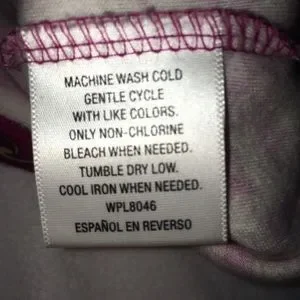 MACHINE WASH COLD
GENTLE CYCLE
WITH LIKE COLORS.
ONLY NON-CHLORINE
BLEACH WHEN NEEDED.
TUMBLE DRY LOW.
COOL IRON WHEN NEEDED.
WPL8046
ESPAÑOL EN REVERSO